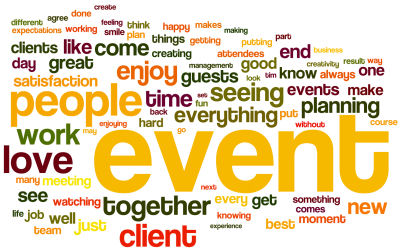 create
done
different
agree
feeling
think
happy
makes
making
expectations
working
smile
plan
things
getting
putting
part
clients
like
come
creating
attendees
end
business
day
great
enjoy
management
good
creativity
result
way
satisfaction
guests
look
tim
know
always
one
people
time
set
fun
seeing
events
make
back
everything
put
planning
work
may
enjoying
hard
go
without
course
love
event
many
meeting
next
something
see
watching
together
every
get
comes
new
life
job
well
just
knowing
best
moment
team
client
experience